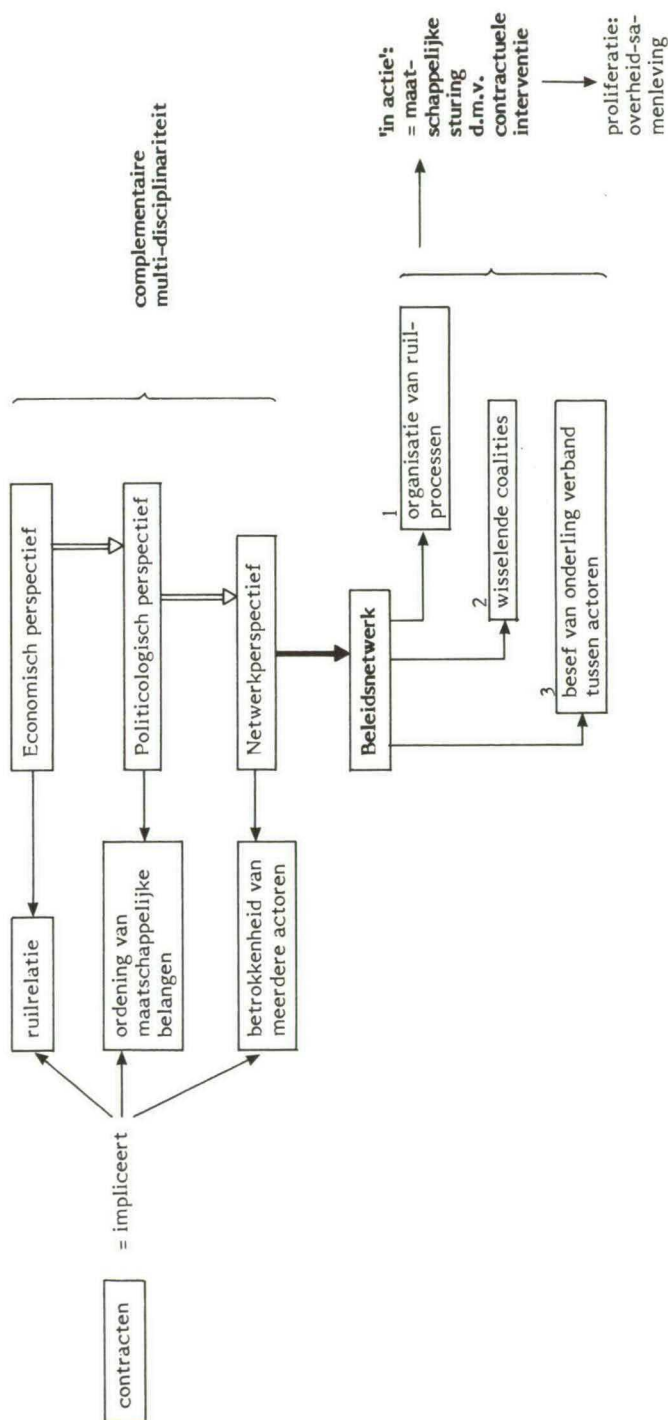 contracten
= impliceert
ruilrelatie
ordening van
maatschappelijke
belangen
betrokkenheid van
meerdere actoren
Economisch perspectief
Politicologisch perspectief
Netwerkperspectief
complementaire
multi-disciplinariteit
Beleidsnetwerk
1
organisatie van ruil-
processen
2
wisselende coalities
3
besef van onderling verband
tussen actoren
'in actie':
= maat-
schappelijke
sturing
d.m.v.
contractuele
interventie
proliferatie:
overheid-sa-
menleving